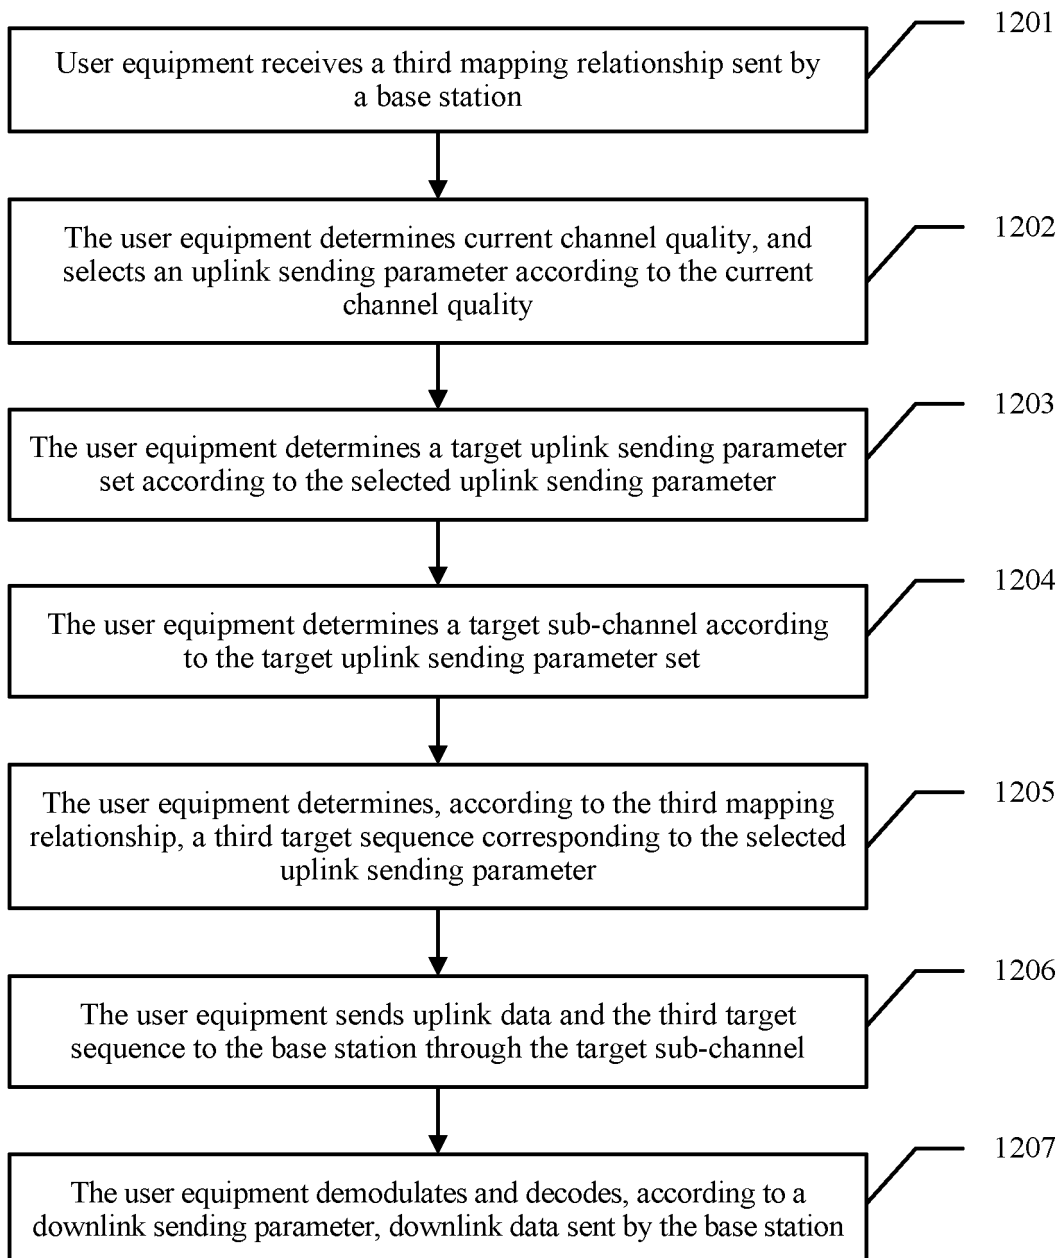 1201
User equipment receives a third mapping relationship sent by
a base station
1202
The user equipment determines current channel quality, and
selects an uplink sending parameter according to the current
channel quality
1203
The user equipment determines a target uplink sending parameter
set according to the selected uplink sending parameter
1204
The user equipment determines a target sub-channel according
to the target uplink sending parameter set
1205
The user equipment determines, according to the third mapping
relationship, a third target sequence corresponding to the selected
uplink sending parameter
1206
The user equipment sends uplink data and the third target
sequence to the base station through the target sub-channel
1207
The user equipment demodulates and decodes, according to a
downlink sending parameter, downlink data sent by the base station